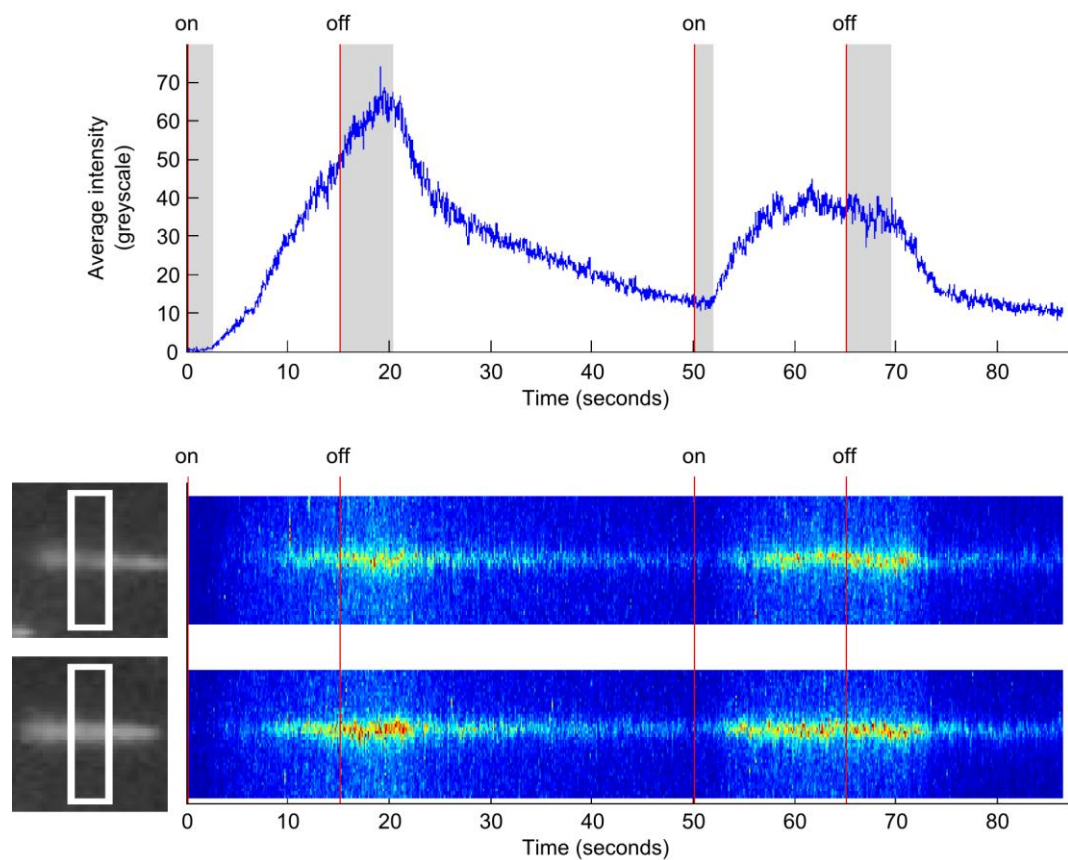 on off on off
70
60
50
40
30
20
10
0
Average intensity
(greyscale)
0 10 20 30 40 50 60 70 80
Time (seconds)
on off on off
0 10 20 30 40 50 60 70 80
Time (seconds)